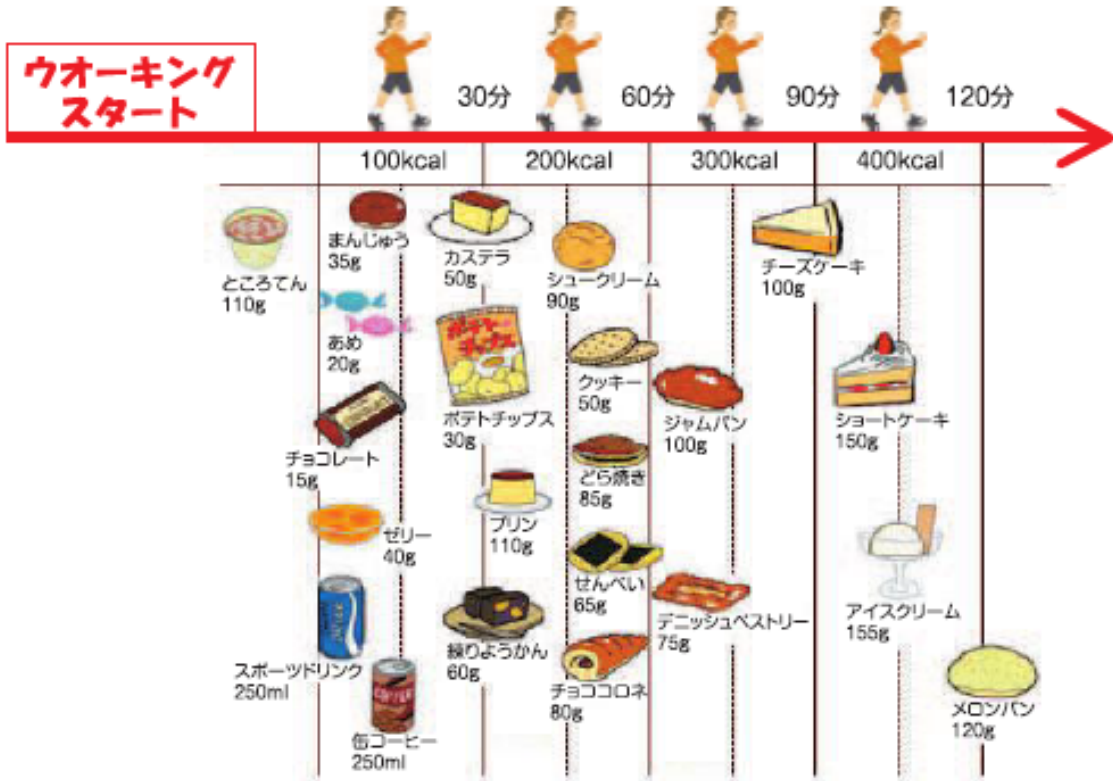 ウオーキング
スタート
30分
60分
90分
120分
100kcal
200kcal
300kcal
400kcal
ところてん
110g
まんじゅう
35g
カステラ
50g
シュークリーム
90g
チーズケーキ
100g
あめ
20g
ポテト
チップス
ポテトチップス
30g
クッキー
50g
ジャムパン
100g
ショートケーキ
150g
チョコレート
15g
どら焼き
85g
ゼリー
40g
プリン
110g
せんべい
65g
デニッシュペストリー
75g
アイスクリーム
155g
スポーツドリンク
250ml
COFFEE
缶コーヒー
250ml
練りようかん
60g
チョココロネ
80g
メロンパン
120g